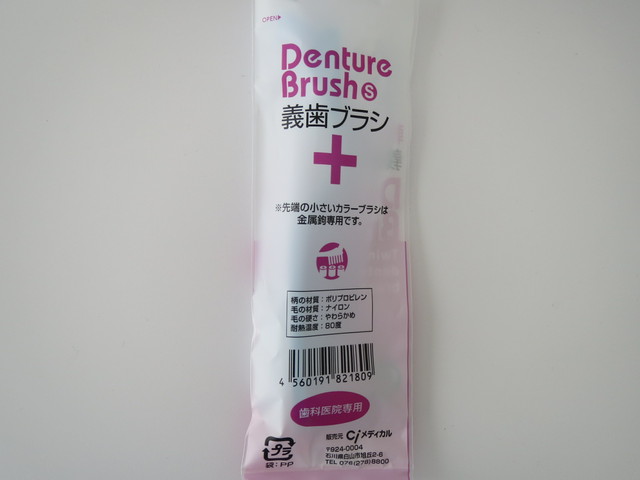 OPEN
Denture
Brush S
義歯ブラシ
※先端の小さいカラーブラシは
金属鉤専用です。
柄の材質:ポリプロピレン
毛の材質:ナイロン
毛の硬さ:やわらかめ
耐熱温度:80度
4 560191 821809
歯科医院専用
プラ
袋:PP
販売元 Ci メディカル
〒924-0004
石川県白山市旭丘2-6
TEL 076(278)8800